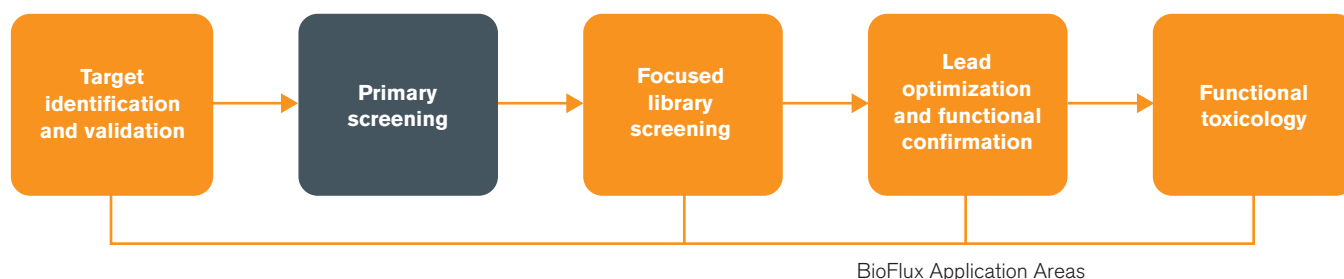 Target
identification
and validation
Primary
screening
Focused
library
screening
Lead
optimization
and functional
confirmation
Functional
toxicology
BioFlux Application Areas